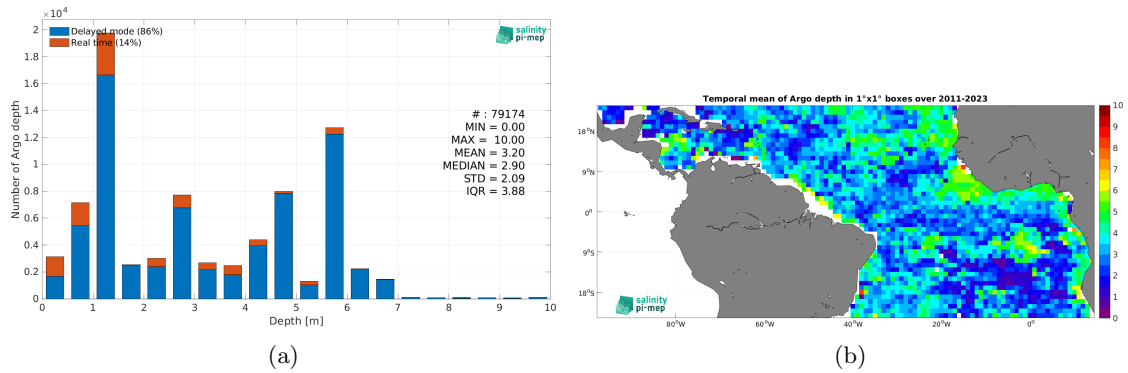 ×10⁴
Delayed mode (86%)
Real time (14%)
salinity
pi-mep
2
1.8
1.6
1.4
1.2
1
0.8
0.6
0.4
0.2
0
Number of Argo depth
# : 79174
MIN = 0.00
MAX = 10.00
MEAN = 3.20
MEDIAN = 2.90
STD = 2.09
IQR = 3.88
0 1 2 3 4 5 6 7 8 9 10
Depth [m]
(a)
Temporal mean of Argo depth in 1°x1° boxes over 2011-2023
18°N
9°N
0°
9°S
18°S
80°W 60°W 40°W 20°W 0°
salinity
pi-mep
10
9
8
7
6
5
4
3
2
1
0
(b)